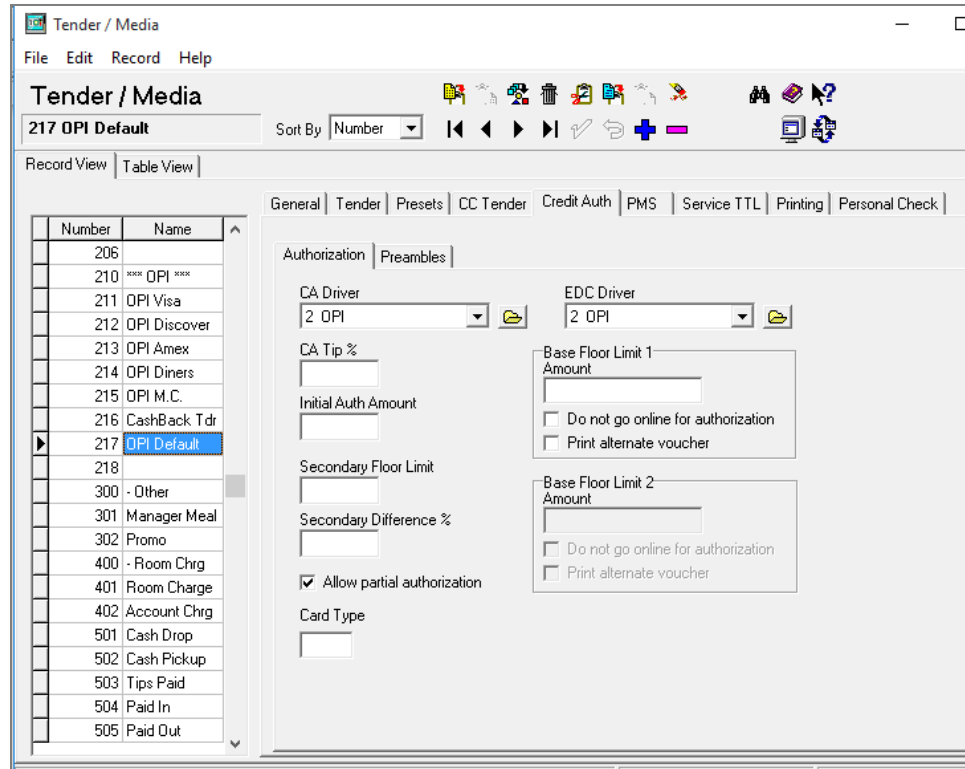 Tender / Media
File Edit Record Help
Tender / Media
217 OPI Default
Sort By Number
Record View Table View
General Tender Presets CC Tender Credit Auth PMS Service TTL Printing Personal Check
Number Name
206
210 *** OPI ***
211 OPI Visa
212 OPI Discover
213 OPI Amex
214 OPI Diners
215 OPI M.C.
216 CashBack Tdr
217 OPI Default
218
300 - Other
301 Manager Meal
302 Promo
400 - Room Chrg
401 Room Charge
402 Account Chrg
501 Cash Drop
502 Cash Pickup
503 Tips Paid
504 Paid In
505 Paid Out
Authorization Preambles
CA Driver
2 OPI
EDC Driver
2 OPI
CA Tip %
Initial Auth Amount
Secondary Floor Limit
Secondary Difference %
Allow partial authorization
Card Type
Base Floor Limit 1
Amount
Do not go online for authorization
Print alternate voucher
Base Floor Limit 2
Amount
Do not go online for authorization
Print alternate voucher